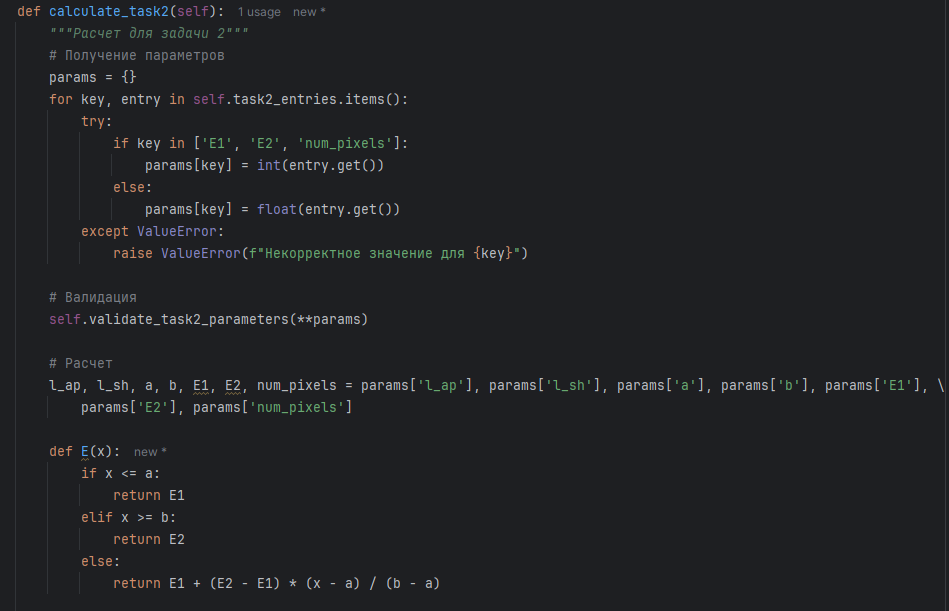 def calculate_task2(self): 1 usage new *
    """Расчет для задачи 2"""
    # Получение параметров
    params = {}
    for key, entry in self.task2_entries.items():
        try:
            if key in ['E1', 'E2', 'num_pixels']:
                params[key] = int(entry.get())
            else:
                params[key] = float(entry.get())
        except ValueError:
            raise ValueError(f"Некорректное значение для {key}")

    # Валидация
    self.validate_task2_parameters(**params)

    # Расчет
    l_ap, l_sh, a, b, E1, E2, num_pixels = params['l_ap'], params['l_sh'], params['a'], params['b'], params['E1'], \
        params['E2'], params['num_pixels']

    def E(x): new *
        if x <= a:
            return E1
        elif x >= b:
            return E2
        else:
            return E1 + (E2 - E1) * (x - a) / (b - a)